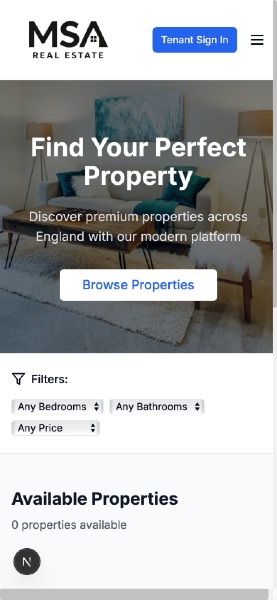 MSA
REAL ESTATE
Tenant Sign In
Find Your Perfect
Property
Discover premium properties across
England with our modern platform
Browse Properties
Filters:
Any Bedrooms
Any Bathrooms
Any Price
Available Properties
0 properties available
N